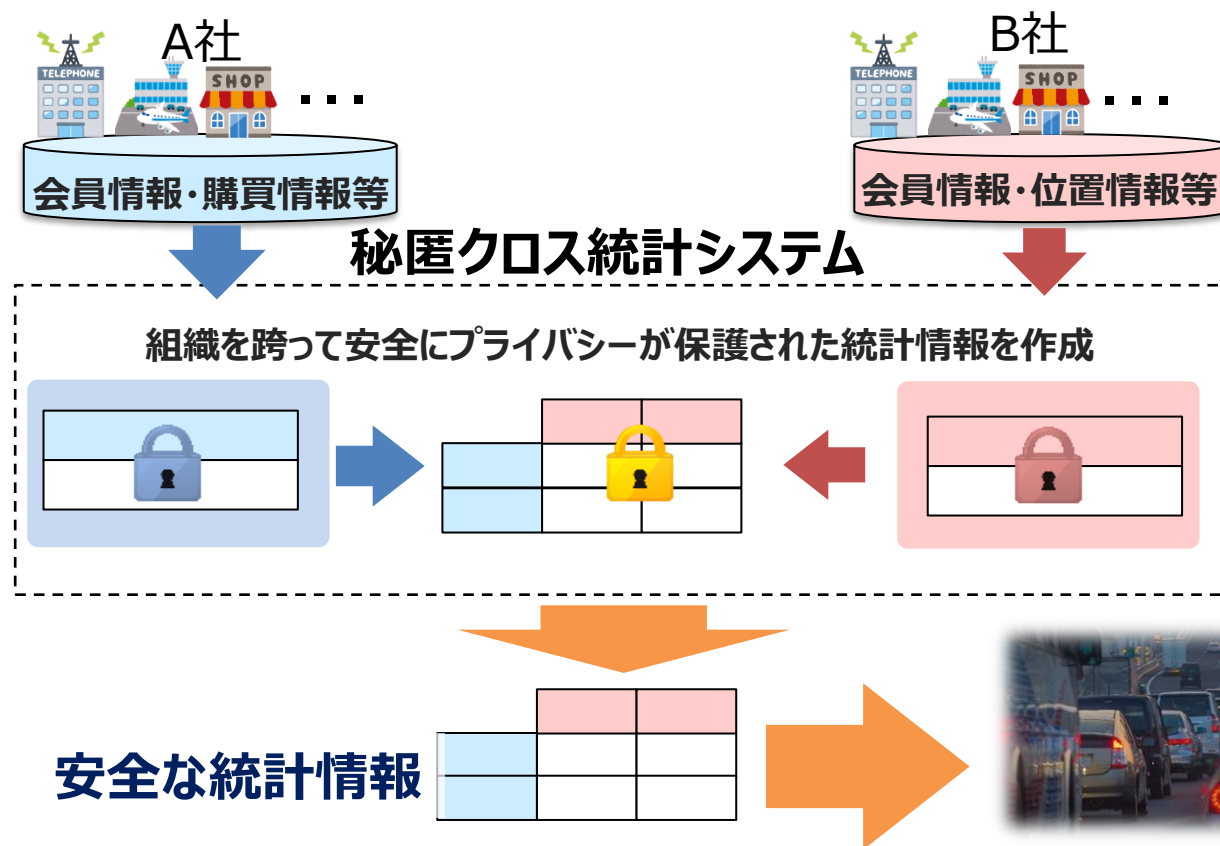 A社
B社
TELEPHONE
SHOP
・・・
TELEPHONE
SHOP
・・・
会員情報・購買情報等
会員情報・位置情報等
秘匿クロス統計システム
組織を跨って安全にプライバシーが保護された統計情報を作成
安全な統計情報